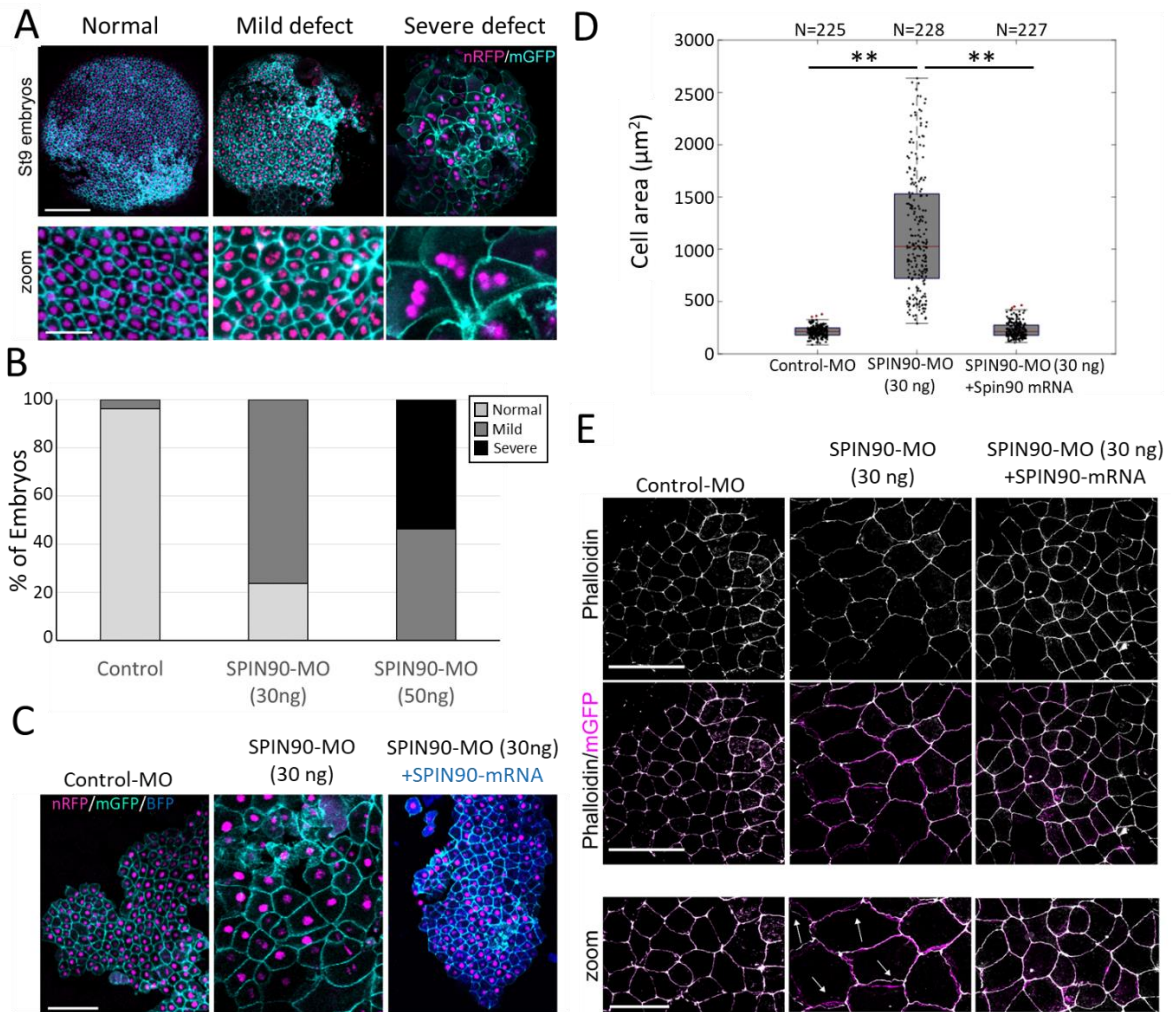 A
Normal
Mild defect
Severe defect
nRFP/mGFP
St9 embryos
zoom
B
% of Embryos
100
80
60
40
20
0
Normal
Mild
Severe
Control
SPIN90-MO
(30ng)
SPIN90-MO
(50ng)
C
Control-MO
SPIN90-MO
(30 ng)
SPIN90-MO (30ng)
+SPIN90-mRNA
nRFP/mGFP/BFP
D
N=225
N=228
N=227
**
**
Cell area (μm²)
3000
2500
2000
1500
1000
500
0
Control-MO
SPIN90-MO
(30 ng)
SPIN90-MO (30 ng)
+Spin90 mRNA
E
Control-MO
SPIN90-MO
(30 ng)
SPIN90-MO (30 ng)
+SPIN90-mRNA
Phalloidin
Phalloidin/mGFP
zoom